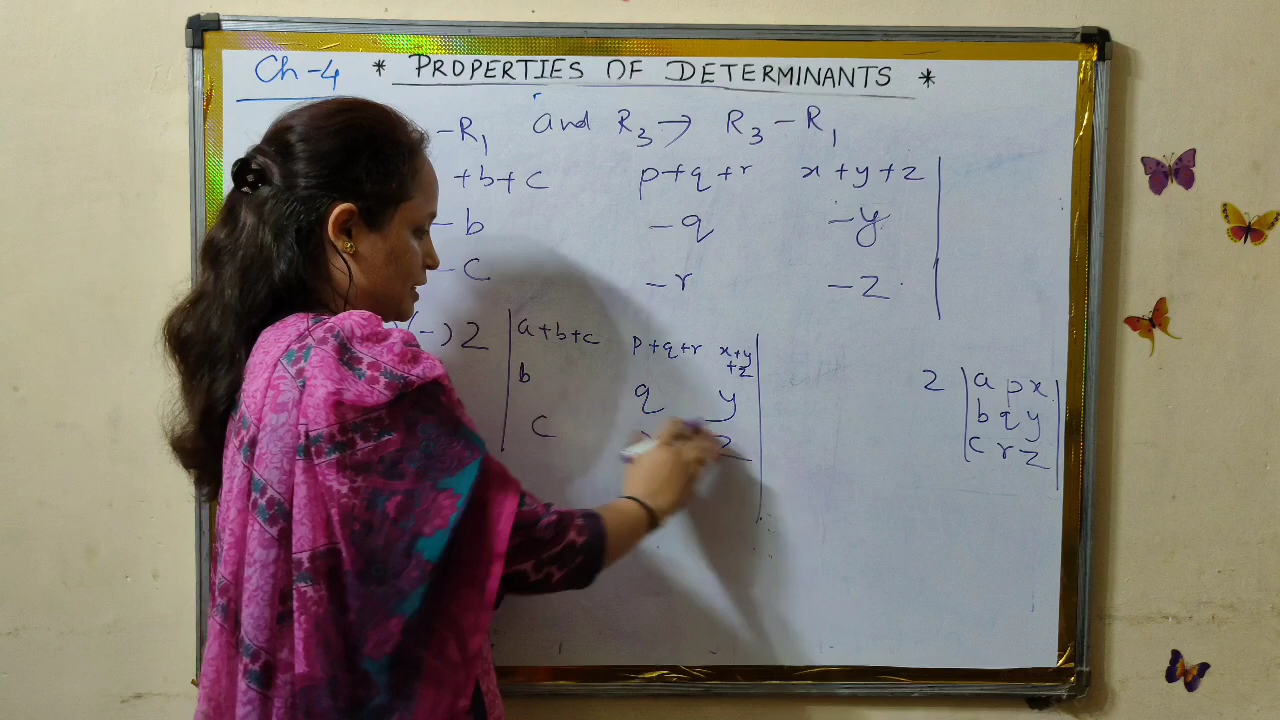 Ch-4 * PROPERTIES OF DETERMINANTS *
-R1 and R3 → R3 - R1
+b+c p+q+r x+y+z
-b -q -y
-c -r -z
(-) 2 a+b+c p+q+r x+y+z
b q y
c z
2 a p x
b q y
c r z